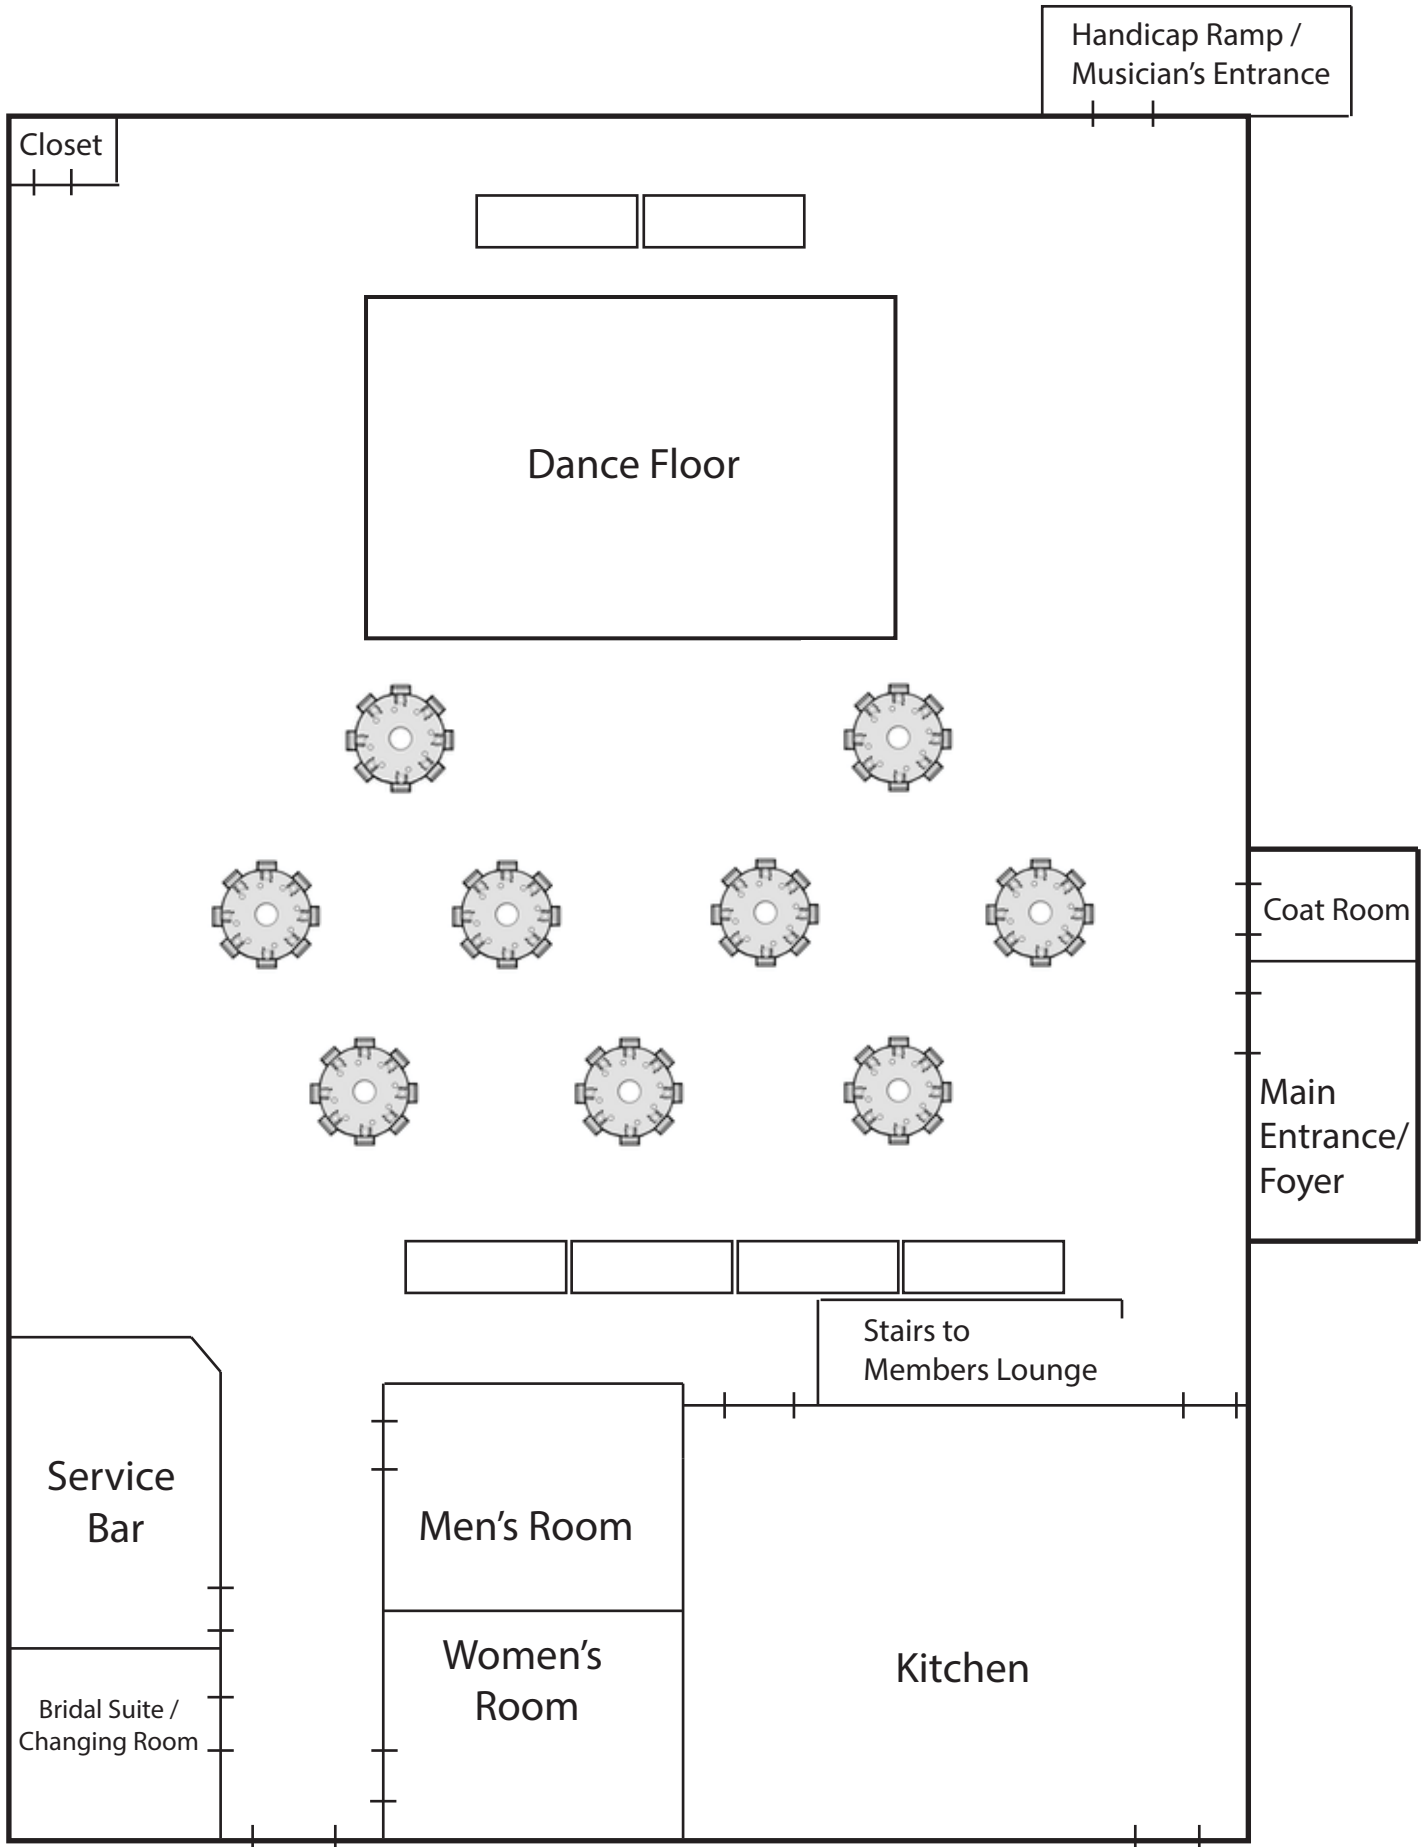 Handicap Ramp /
Musician’s Entrance
Closet
Dance Floor
Coat Room
Main
Entrance/
Foyer
Stairs to
Members Lounge
Service
Bar
Men’s Room
Women’s
Room
Kitchen
Bridal Suite /
Changing Room